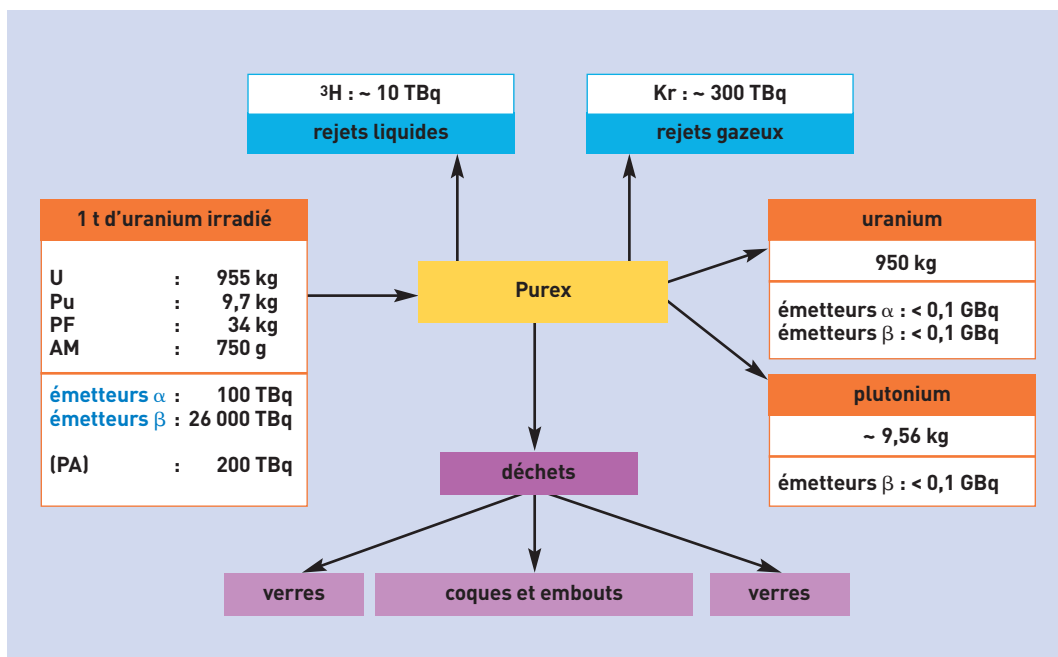 ³H : ~ 10 TBq
rejets liquides
Kr : ~ 300 TBq
rejets gazeux
1 t d’uranium irradié
U : 955 kg
Pu : 9,7 kg
PF : 34 kg
AM : 750 g
émetteurs α : 100 TBq
émetteurs β : 26 000 TBq
(PA) : 200 TBq
Purex
uranium
950 kg
émetteurs α : < 0,1 GBq
émetteurs β : < 0,1 GBq
plutonium
~ 9,56 kg
émetteurs β : < 0,1 GBq
déchets
verres
coques et embouts
verres